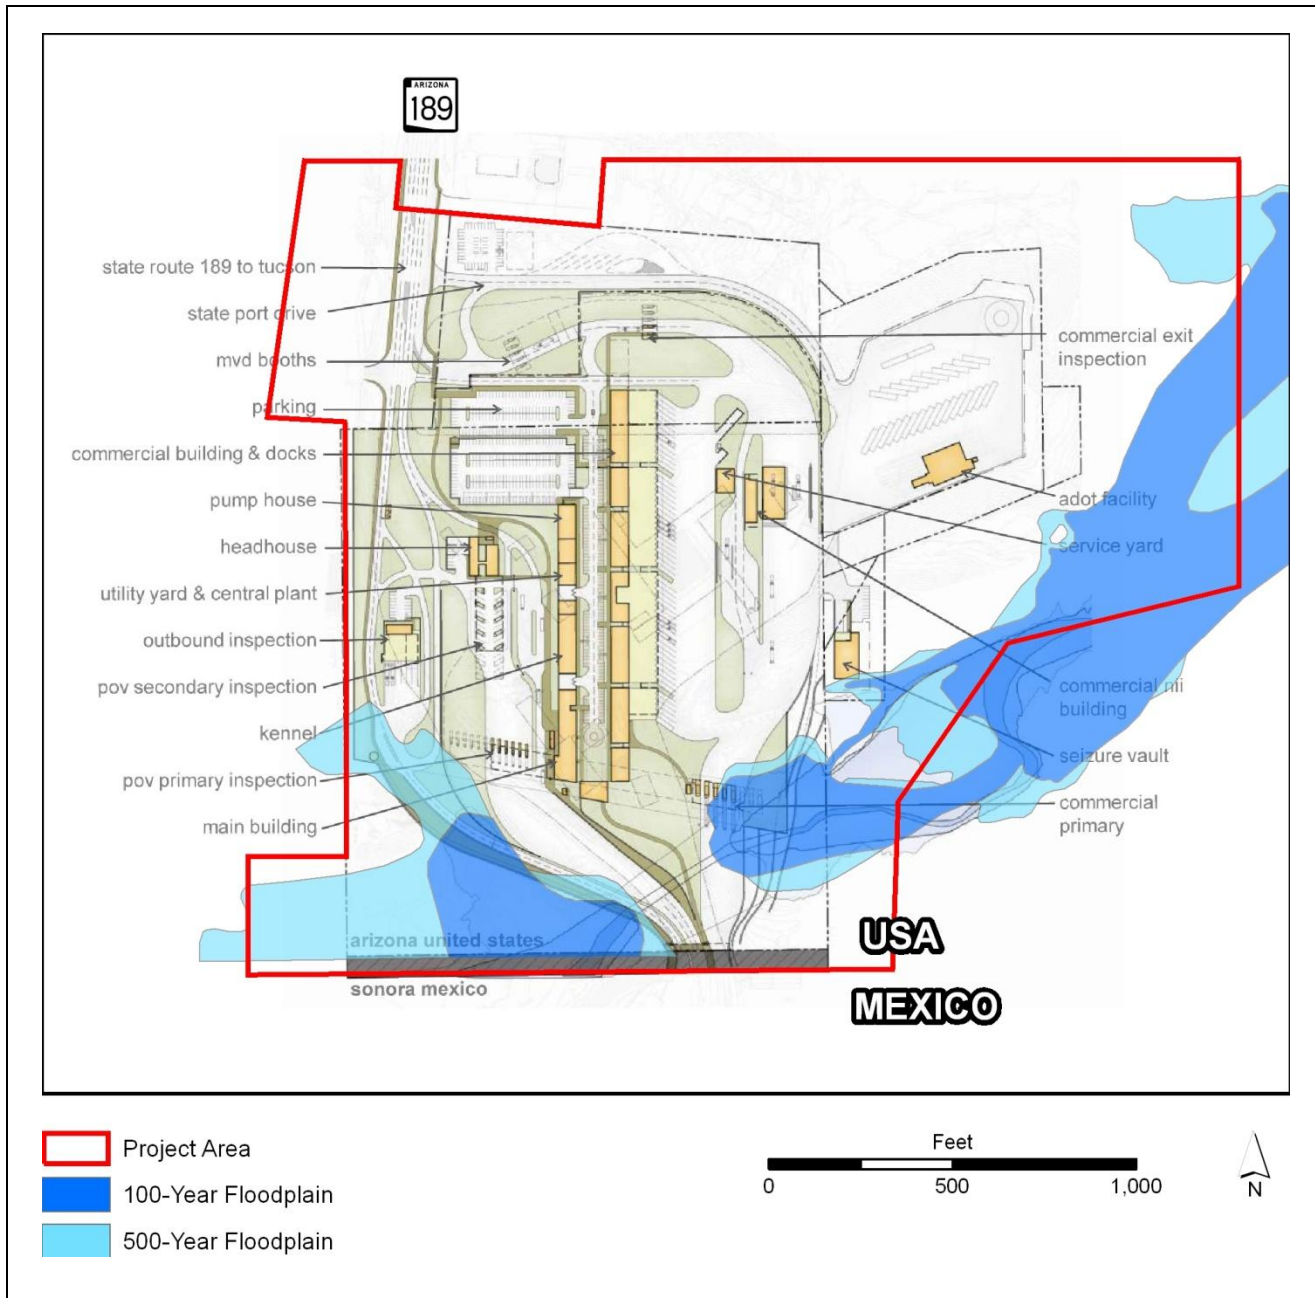 ARIZONA
189
state route 189 to tucson
state port drive
mvd booths
parking
commercial building & docks
pump house
headhouse
utility yard & central plant
outbound inspection
pov secondary inspection
kennel
pov primary inspection
main building
commercial exit
inspection
adot facility
service yard
commercial nii
building
seizure vault
commercial
primary
arizona united states
sonora mexico
USA
MEXICO
Project Area
100-Year Floodplain
500-Year Floodplain
Feet
0 500 1,000
N